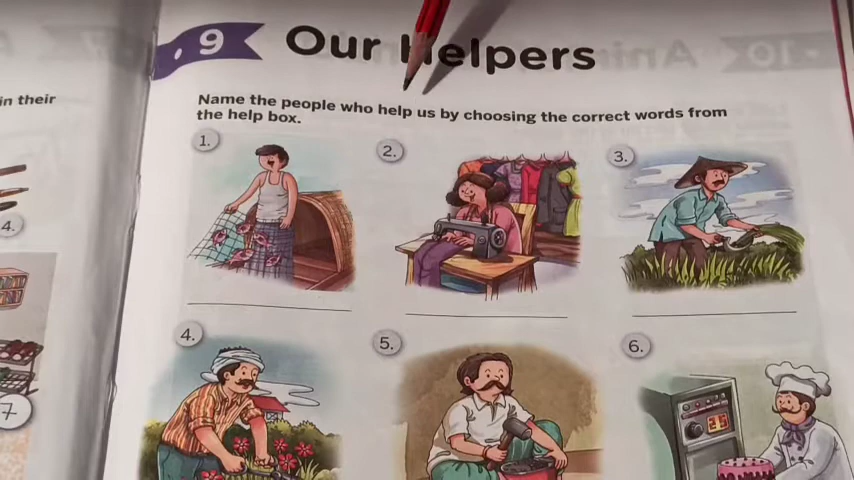 9 Our Helpers
in their
Name the people who help us by choosing the correct words from
the help box.
1.
2.
3.
4.
4.
5.
6.
7